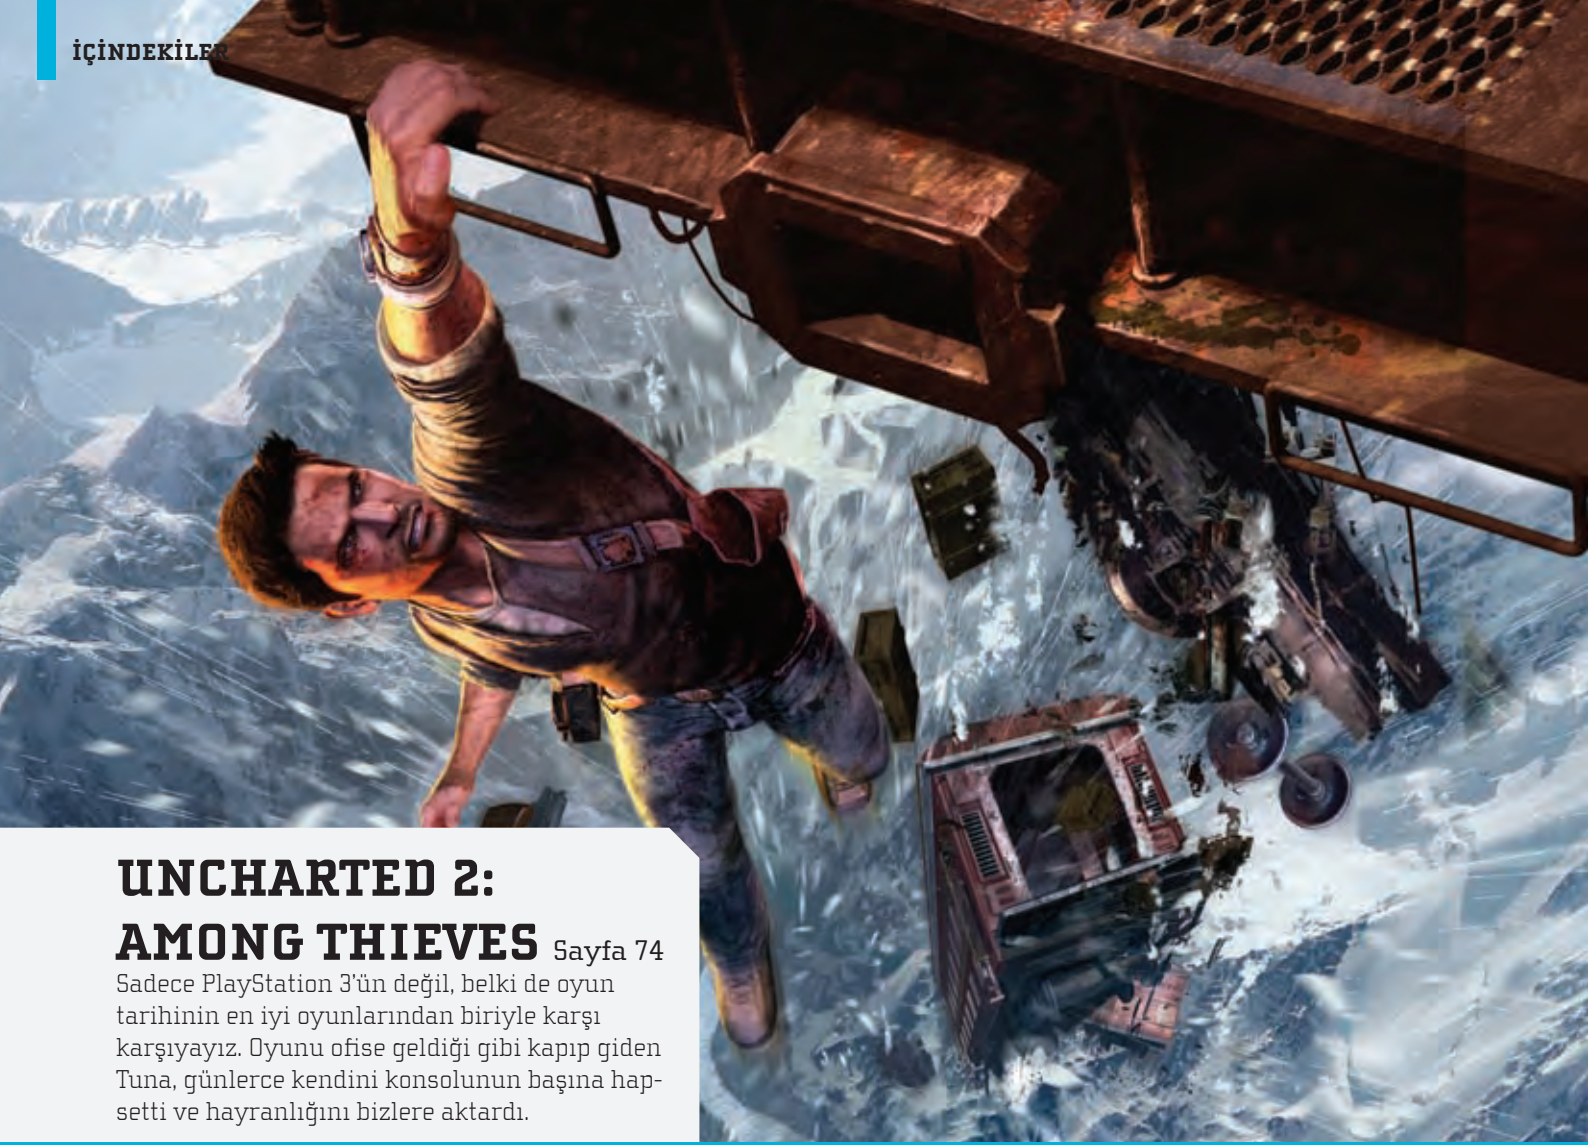 İÇİNDEKİLER
UNCHARTED 2:
AMONG THIEVES Sayfa 74
Sadece PlayStation 3'ün değil, belki de oyun
tarihinin en iyi oyunlarından biriyle karşı
karşıyayız. Oyunu ofise geldiği gibi kapıp giden
Tuna, günlerce kendini konsolunun başına hap-
setti ve hayranlığını bizlere aktardı.